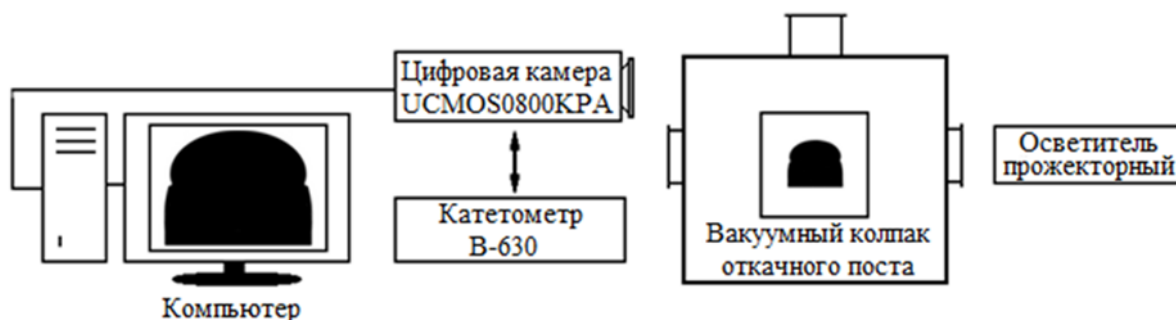 Цифровая камера
UCMOS0800KPA
Катетометр
В-630
Компьютер
Вакуумный колпак
откачного поста
Осветитель
прожекторный